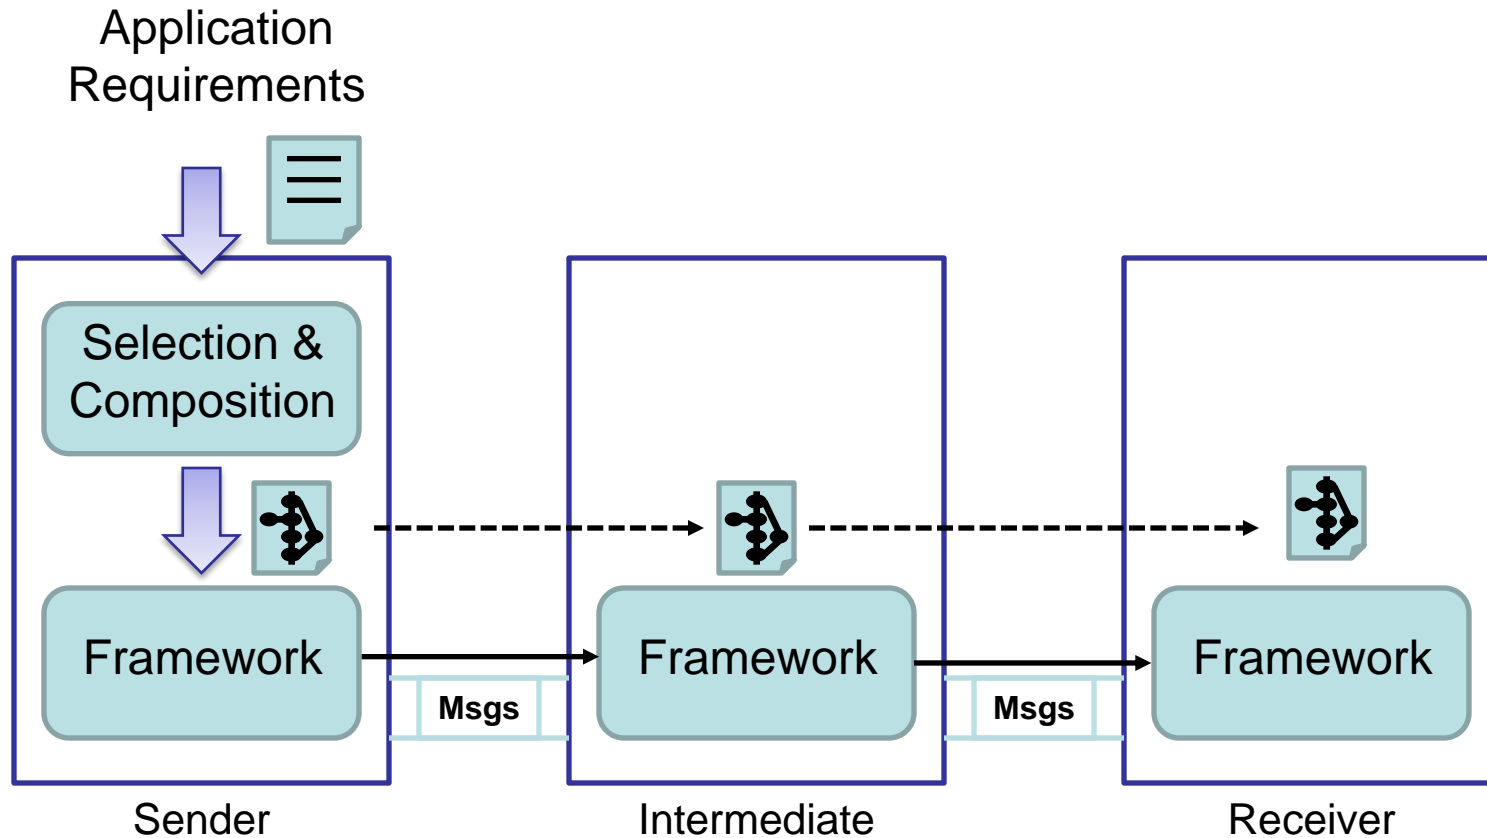 Application
Requirements
Selection &
Composition
Framework
Msgs
Framework
Msgs
Framework
Sender
Intermediate
Receiver